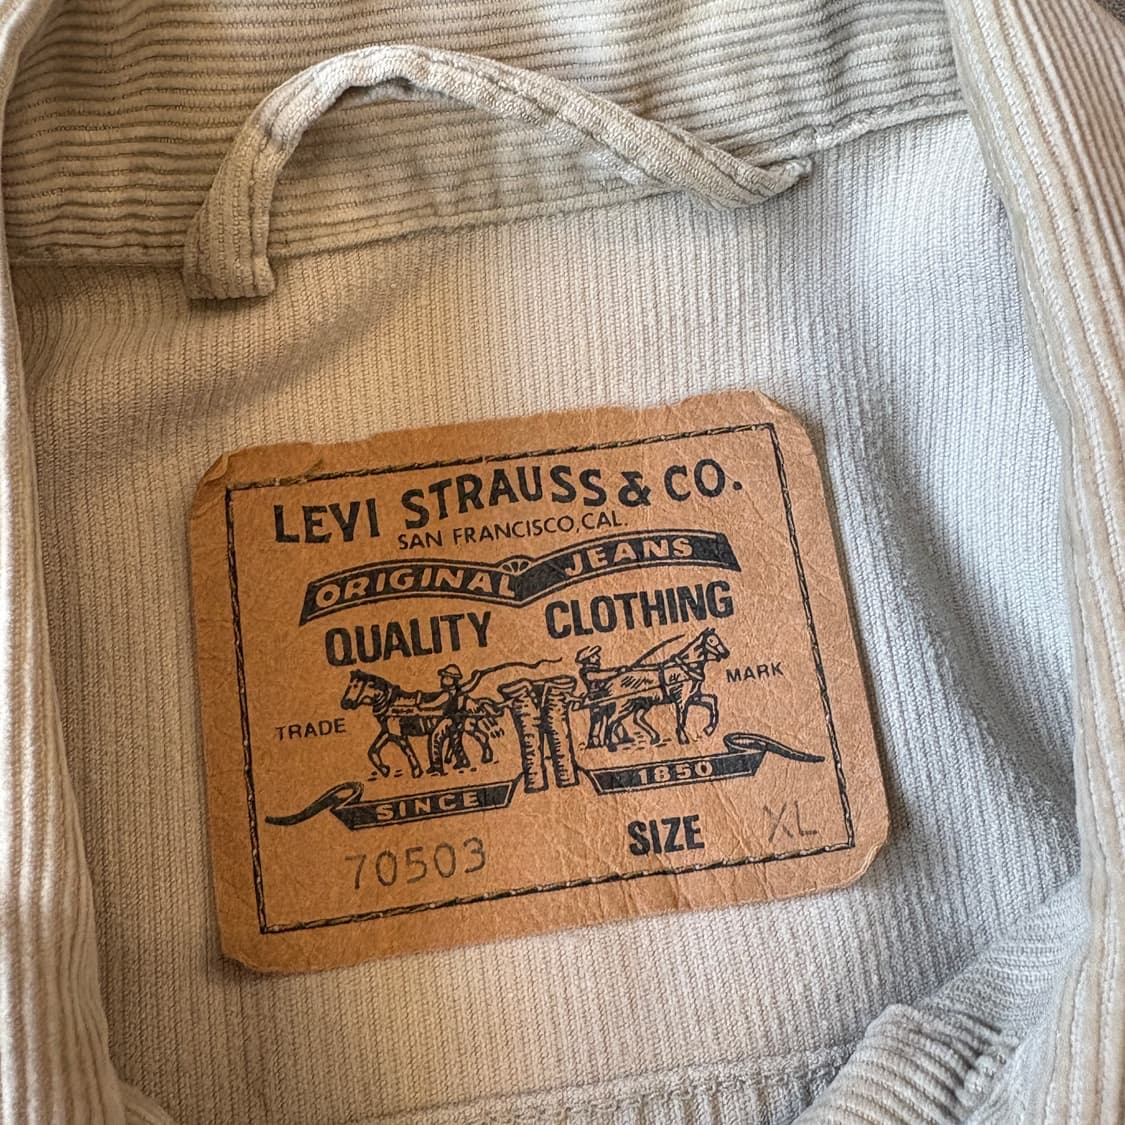 LEVI STRAUSS & CO.
SAN FRANCISCO, CAL.
ORIGINAL JEANS
QUALITY CLOTHING
TRADE MARK
SINCE 1850
70503 SIZE XL